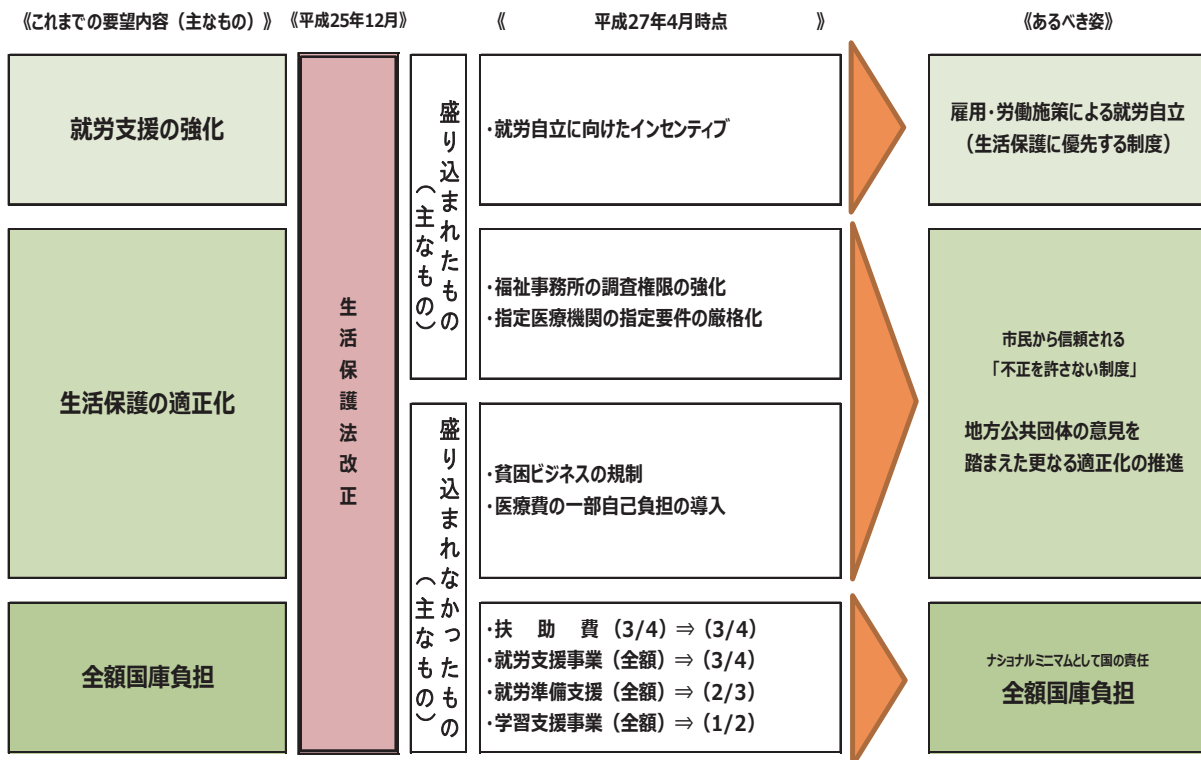 《これまでの要望内容（主なもの）》
《平成25年12月》
《　平成27年4月時点　》
《あるべき姿》
就労支援の強化
生活保護の適正化
全額国庫負担
生活保護法改正
盛り込まれたもの
（主なもの）
盛り込まれなかったもの
（主なもの）
・就労自立に向けたインセンティブ
・福祉事務所の調査権限の強化
・指定医療機関の指定要件の厳格化
・貧困ビジネスの規制
・医療費の一部自己負担の導入
・扶　助　費（3/4）⇒（3/4）
・就労支援事業（全額）⇒（3/4）
・就労準備支援（全額）⇒（2/3）
・学習支援事業（全額）⇒（1/2）
雇用・労働施策による就労自立
（生活保護に優先する制度）
市民から信頼される
「不正を許さない制度」
地方公共団体の意見を
踏まえた更なる適正化の推進
ナショナルミニマムとして国の責任
全額国庫負担